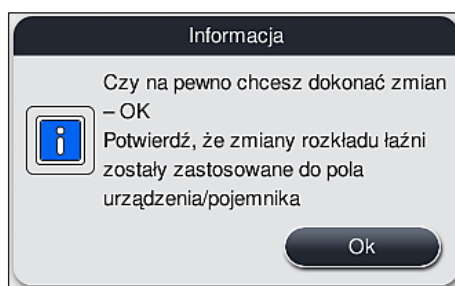 Informacja
Czy na pewno chcesz dokonać zmian
– OK
Potwierdź, że zmiany rozkładu łaźni
zostały zastosowane do pola
urządzenia/pojemnika
Ok